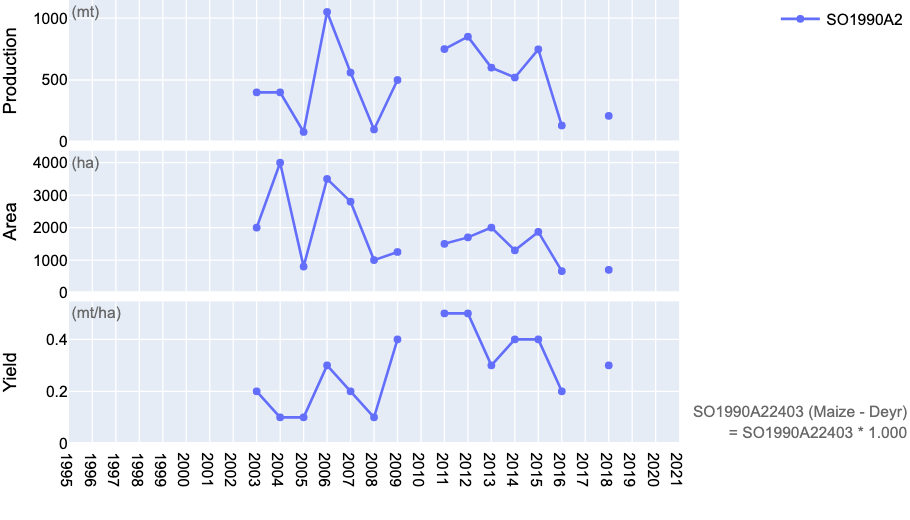 Production
(mt)
1000
500
0
SO1990A2
Area
(ha)
4000
3000
2000
1000
0
Yield
(mt/ha)
0.4
0.2
0
SO1990A22403 (Maize - Deyr)
= SO1990A22403 * 1.000
1995 1996 1997 1998 1999 2000 2001 2002 2003 2004 2005 2006 2007 2008 2009 2010 2011 2012 2013 2014 2015 2016 2017 2018 2019 2020 2021